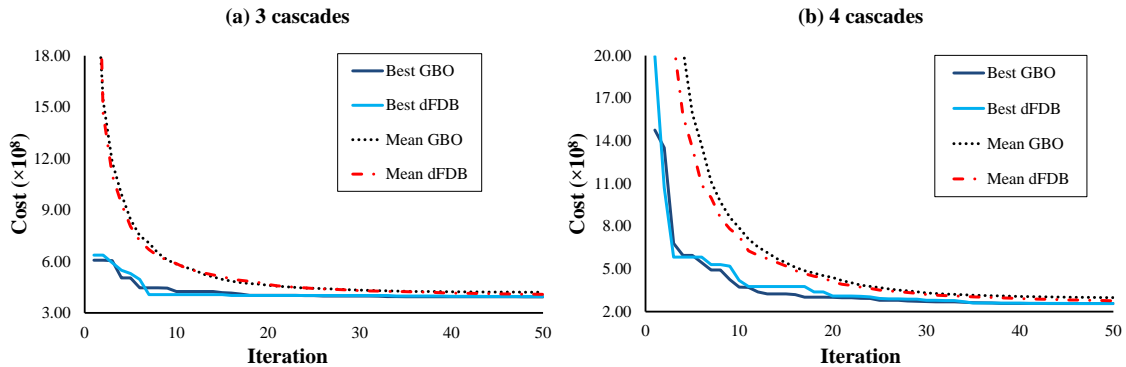 (a) 3 cascades
18.00
15.00
12.00
9.00
6.00
3.00
Cost (×10⁸)
0
10
20
30
40
50
Iteration
Best GBO
Best dFDB
Mean GBO
Mean dFDB
(b) 4 cascades
20.00
17.00
14.00
11.00
8.00
5.00
2.00
Cost (×10⁸)
0
10
20
30
40
50
Iteration
Best GBO
Best dFDB
Mean GBO
Mean dFDB